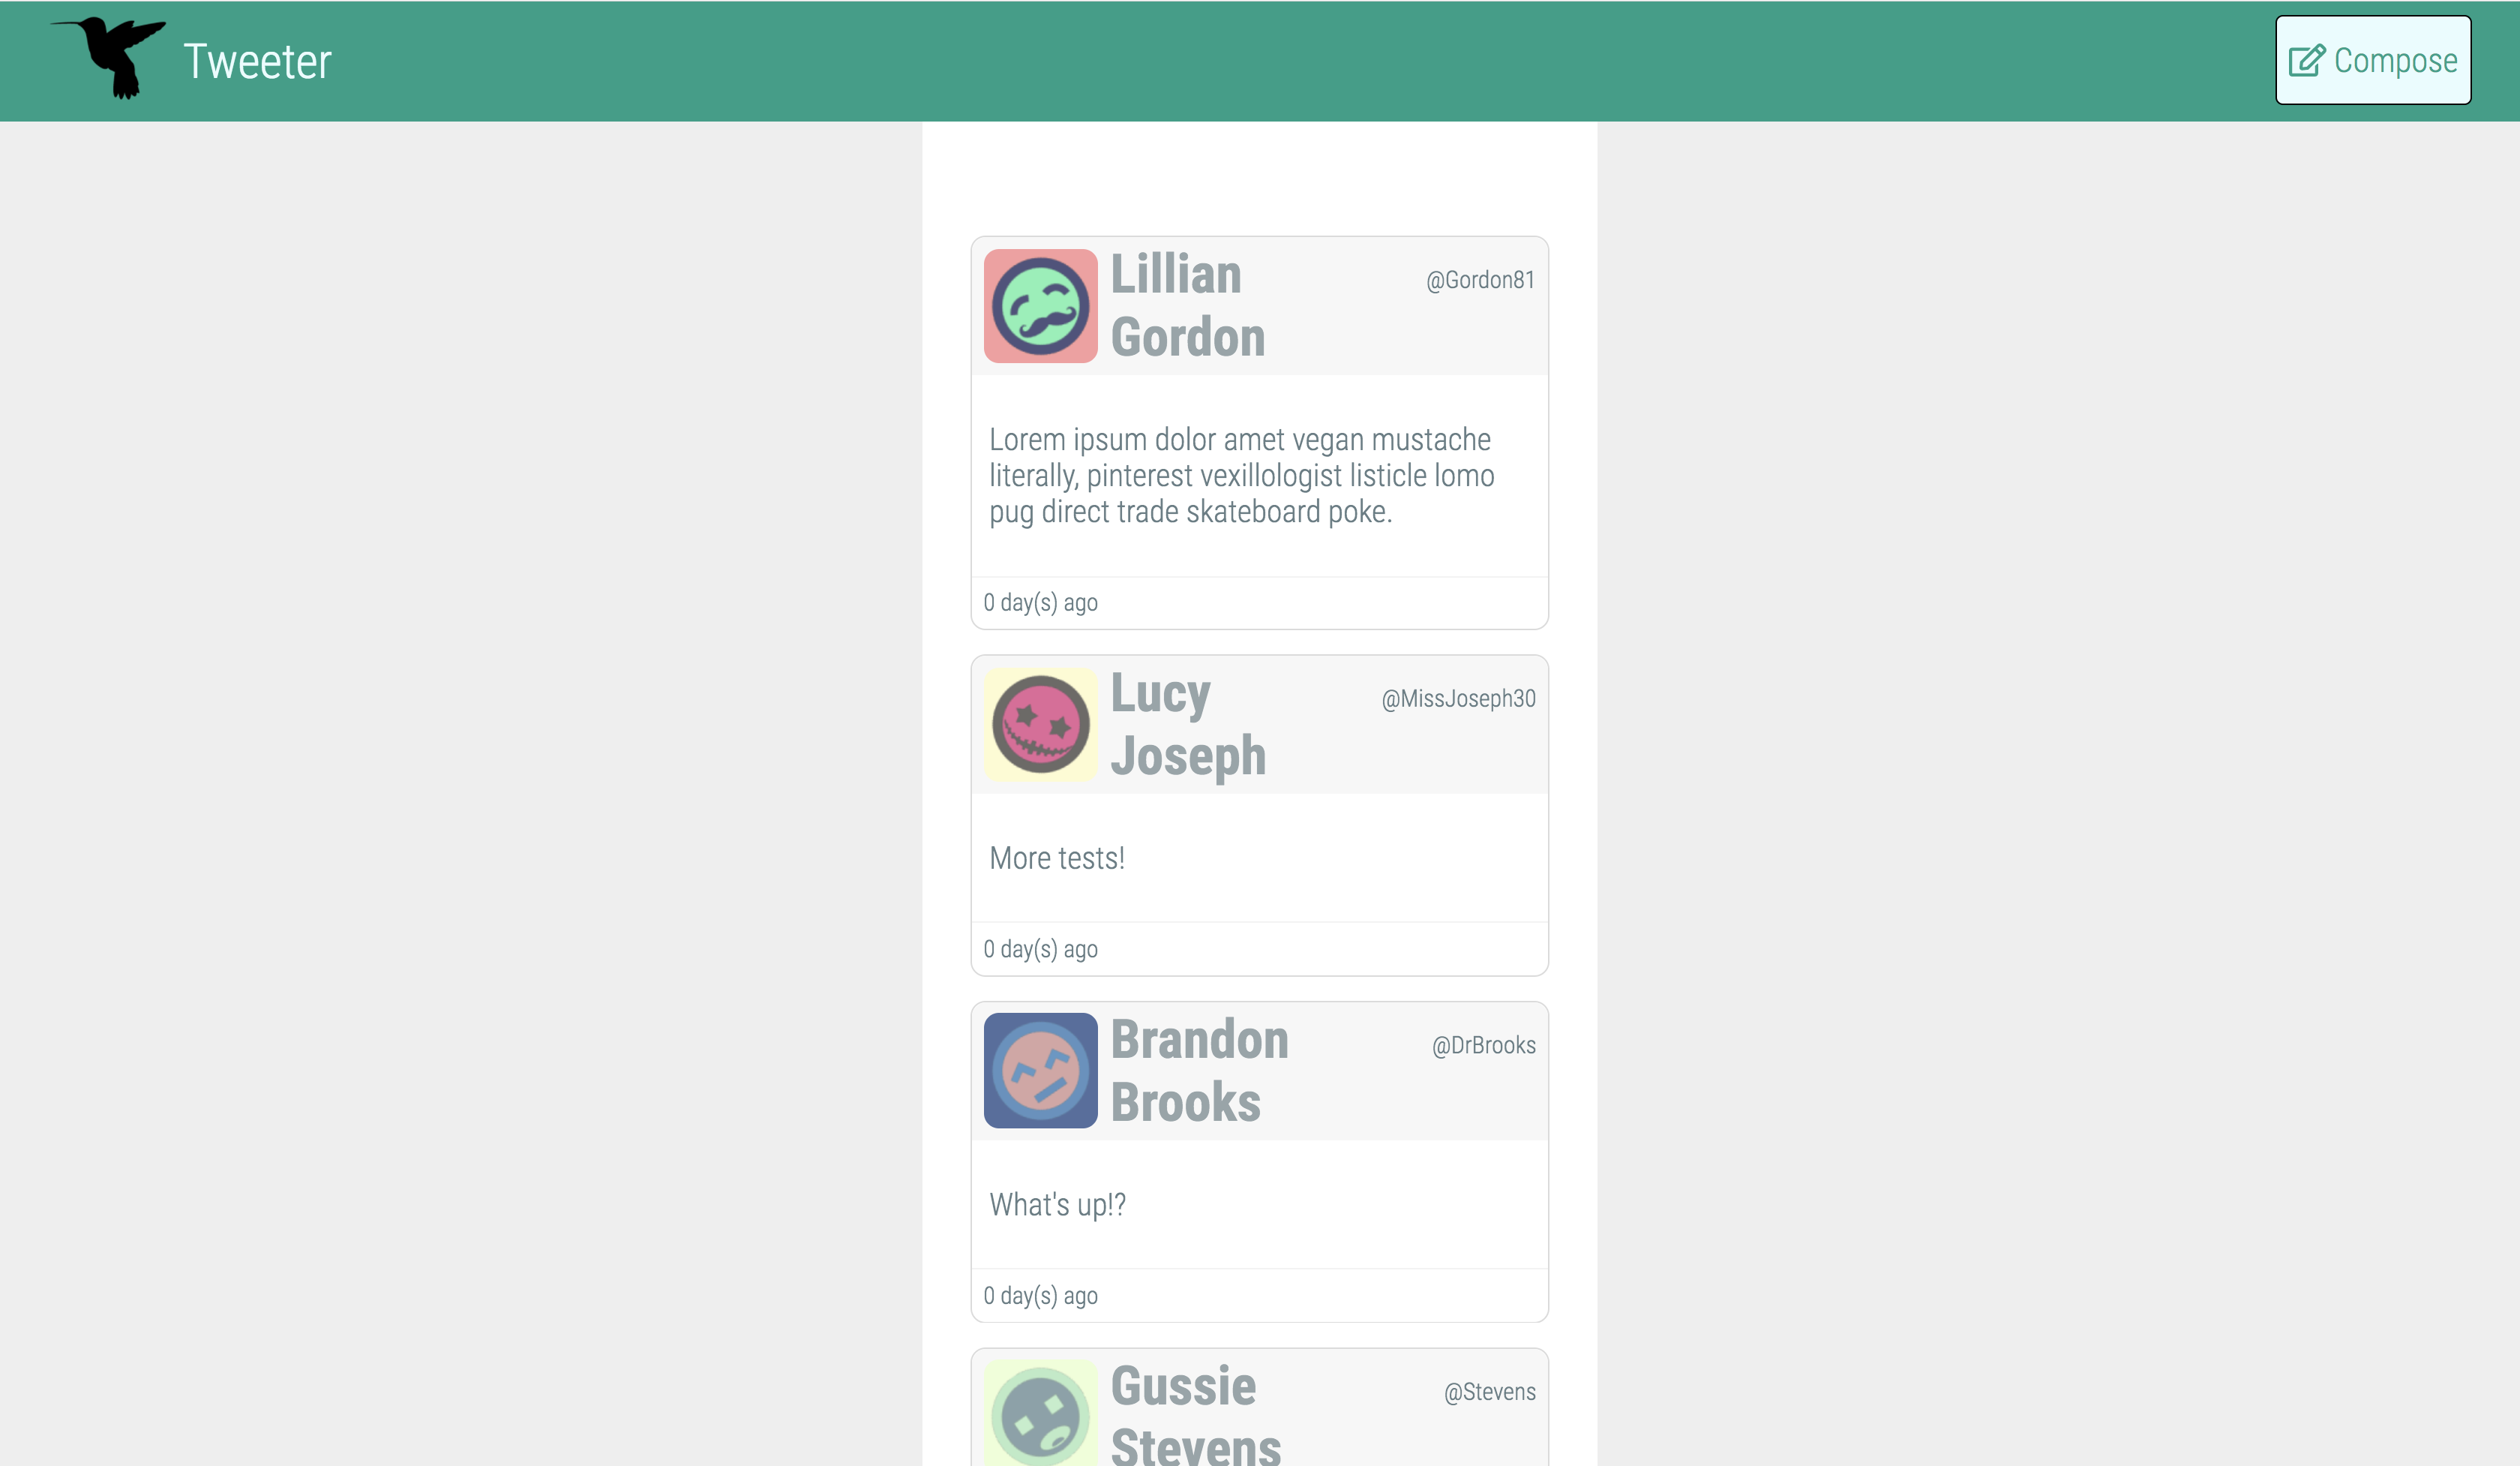 Tweeter
Compose
Lillian
Gordon
@Gordon81
Lorem ipsum dolor amet vegan mustache
literally, pinterest vexillologist listicle lomo
pug direct trade skateboard poke.
0 day(s) ago
Lucy
Joseph
@MissJoseph30
More tests!
0 day(s) ago
Brandon
Brooks
@DrBrooks
What's up!?
0 day(s) ago
Gussie
Stevens
@Stevens